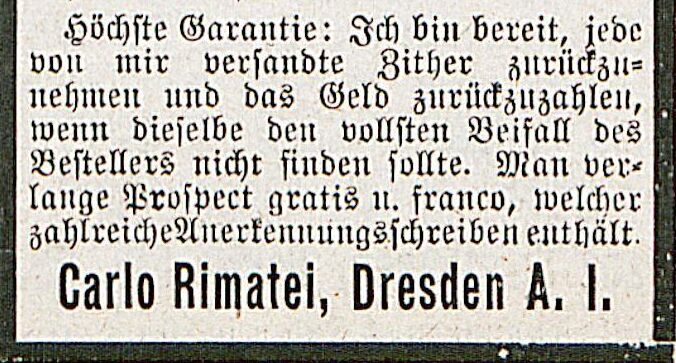 Höchste Garantie: Ich bin bereit, jede
von mir versandte Zither zurückzu-
nehmen und das Geld zurückzuzahlen,
wenn dieselbe den vollsten Beifall des
Bestellers nicht finden sollte. Man ver-
lange Prospect gratis u. franco, welcher
zahlreiche Anerkennungsschreiben enthält.
Carlo Rimatei, Dresden A. I.